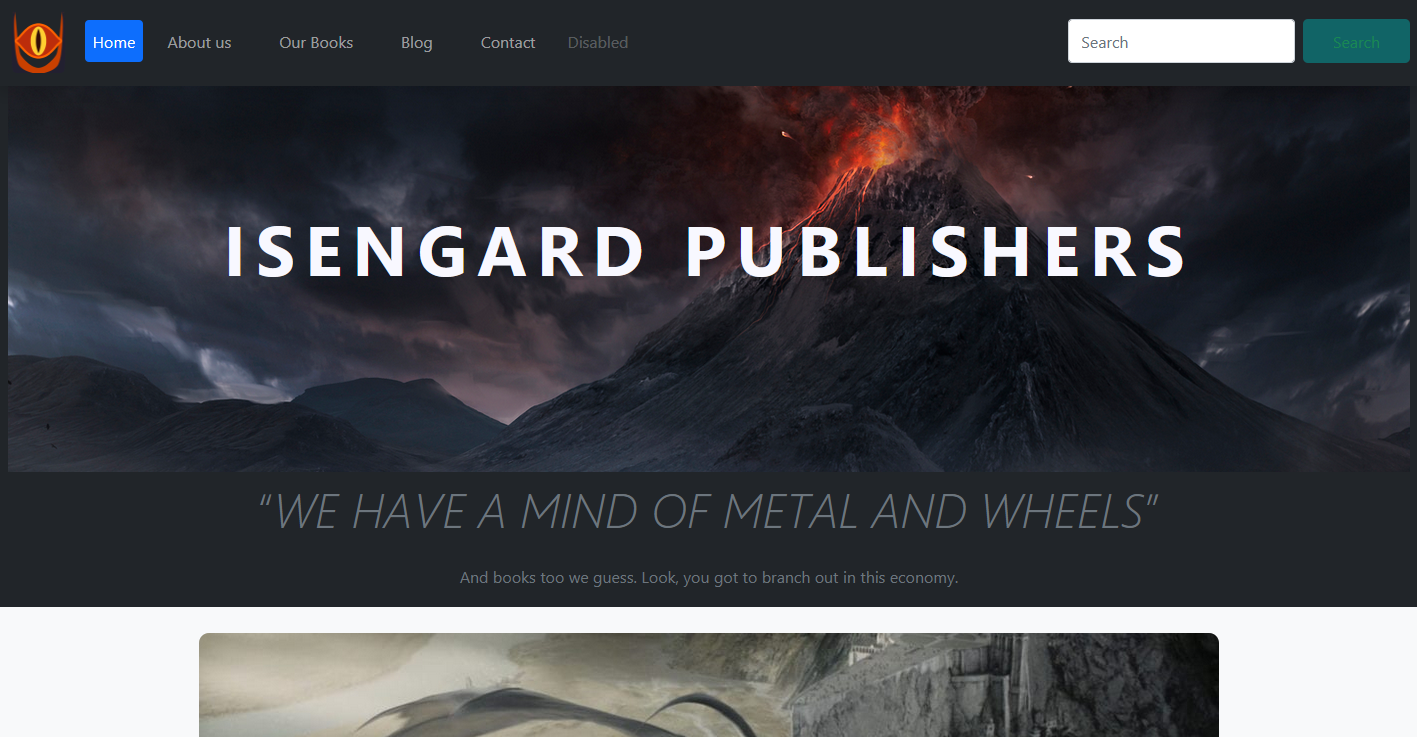 Home About us Our Books Blog Contact Disabled Search Search
ISENGARD PUBLISHERS
“WE HAVE A MIND OF METAL AND WHEELS”
And books too we guess. Look, you got to branch out in this economy.